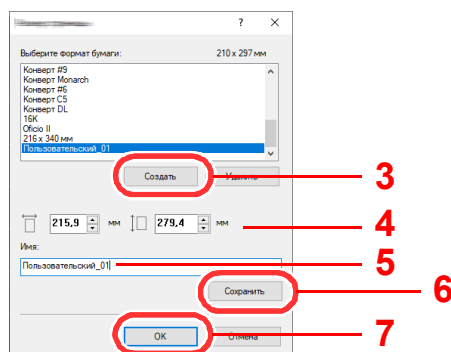 ?
Выберите формат бумаги: 210 x 297 мм
Конверт #9
Конверт Monarch
Конверт #6
Конверт C5
Конверт DL
16K
Oficio II
216 x 340 мм
Пользовательский_01
Создать Удалить 3
215,9 мм 279,4 мм 4
Имя:
Пользовательский_01 5
Сохранить 6
OK Отмена 7